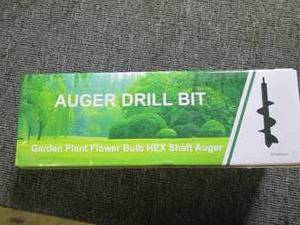 AUGER DRILL BIT
Garden Plant Flower Bulb HEX Shaft Auger